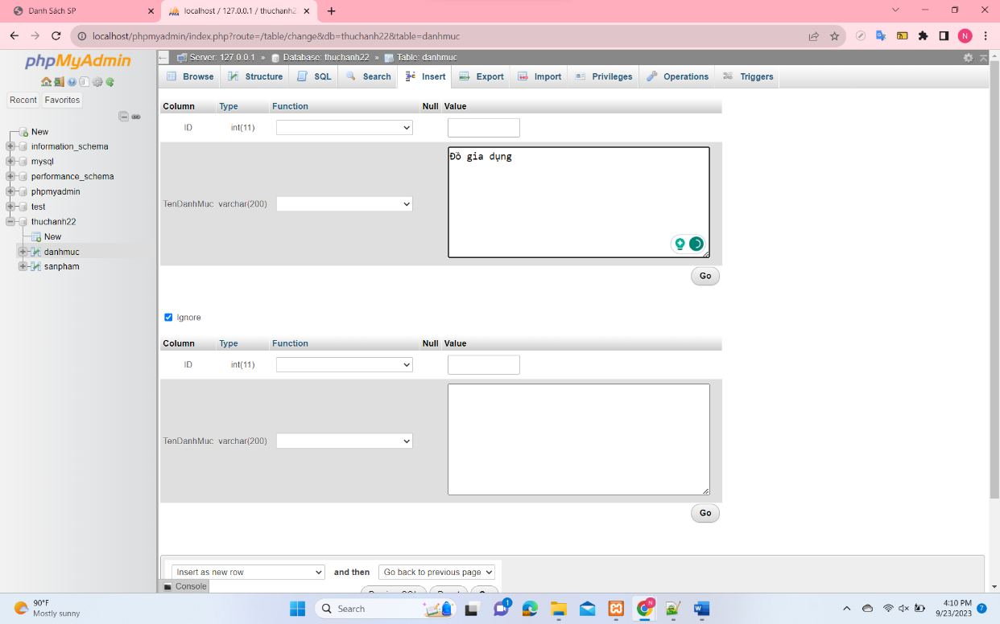 Danh Sách SP
localhost / 127.0.0.1 / thuchanh22
localhost/phpmyadmin/index.php?route=/table/change&db=thuchanh22&table=danhmuc
N
phpMyAdmin
Recent Favorites
New
information_schema
mysql
performance_schema
phpmyadmin
test
thuchanh22
New
danhmuc
sanpham
Server: 127.0.0.1 » Database: thuchanh22 » Table: danhmuc
Browse Structure SQL Search Insert Export Import Privileges Operations Triggers
Column Type Function Null Value
ID int(11)
TenDanhMuc varchar(200) Đồ gia dụng
Go
Ignore
Column Type Function Null Value
ID int(11)
TenDanhMuc varchar(200)
Go
Insert as new row and then Go back to previous page
Console
90°F
Mostly sunny
Search
1
N
4:10 PM
9/23/2023
7